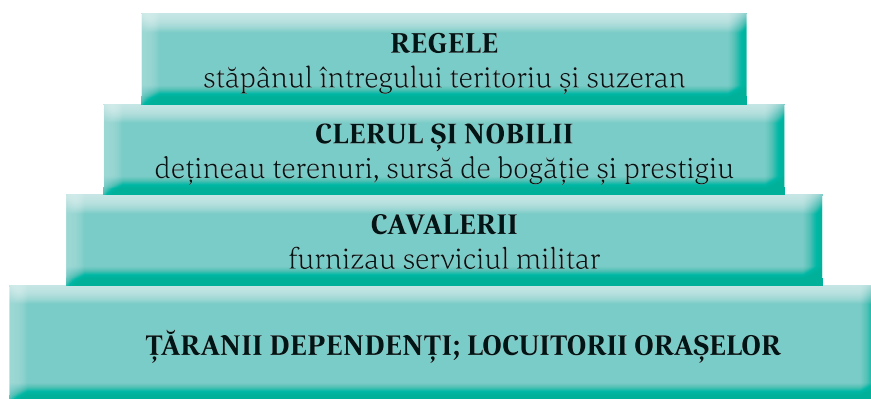 REGELE
stăpânul întregului teritoriu și suzeran
CLERUL ȘI NOBILII
dețineau terenuri, sursă de bogăție și prestigiu
CAVALERII
furnizau serviciul militar
ȚĂRANII DEPENDENȚI; LOCUITORII ORAȘELOR